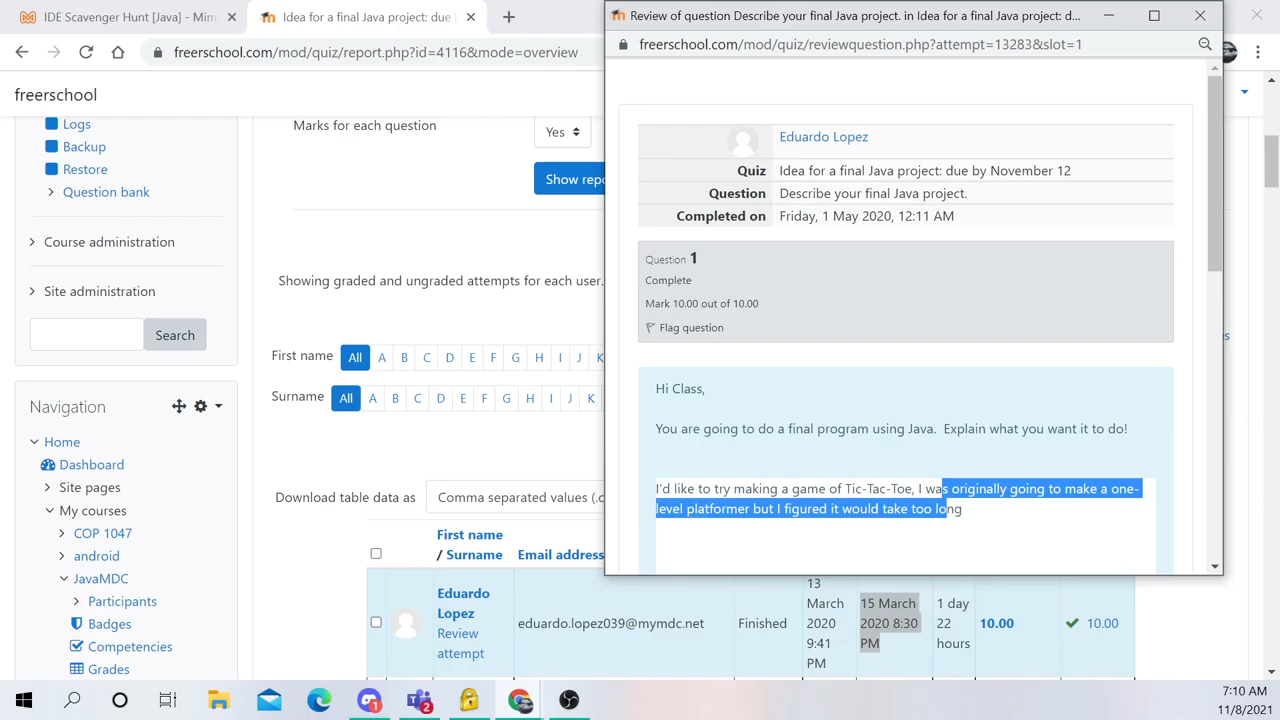 IDE Scavenger Hunt [Java] - Mim
Idea for a final Java project: due b
freerschool.com/mod/quiz/report.php?id=4116&mode=overview
freerschool
Logs
Backup
Restore
Question bank
Course administration
Site administration
Search
Navigation
Home
Dashboard
Site pages
My courses
COP 1047
android
JavaMDC
Participants
Badges
Competencies
Grades
Marks for each question
Yes
Show repo
Showing graded and ungraded attempts for each user.
First name All A B C D E F G H I J K
Surname All A B C D E F G H I J K
Download table data as
Comma separated values (.c
First name
/ Surname
Email address
Eduardo
Lopez
Review
attempt
eduardo.lopez039@mymdc.net
Finished
13
March
2020
9:41
PM
15 March
2020 8:30
PM
1 day
22
hours
10.00
10.00
Review of question Describe your final Java project. in Idea for a final Java project: d...
freerschool.com/mod/quiz/reviewquestion.php?attempt=13283&slot=1
Eduardo Lopez
Quiz Idea for a final Java project: due by November 12
Question Describe your final Java project.
Completed on Friday, 1 May 2020, 12:11 AM
Question 1
Complete
Mark 10.00 out of 10.00
Flag question
Hi Class,
You are going to do a final program using Java. Explain what you want it to do!
I'd like to try making a game of Tic-Tac-Toe, I was originally going to make a one-
level platformer but I figured it would take too long
7:10 AM
11/8/2021
1
2